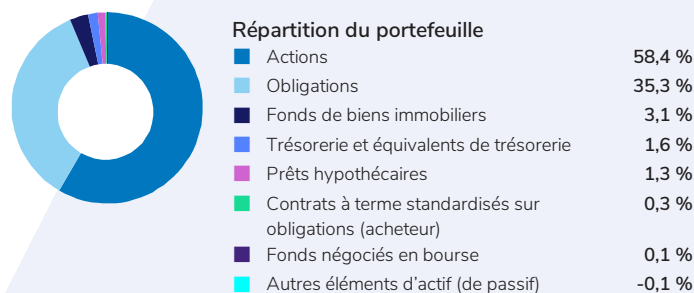 Répartition du portefeuille
Actions 58,4 %
Obligations 35,3 %
Fonds de biens immobiliers 3,1 %
Trésorerie et équivalents de trésorerie 1,6 %
Prêts hypothécaires 1,3 %
Contrats à terme standardisés sur 0,3 %
obligations (acheteur)
Fonds négociés en bourse 0,1 %
Autres éléments d'actif (de passif) -0,1 %